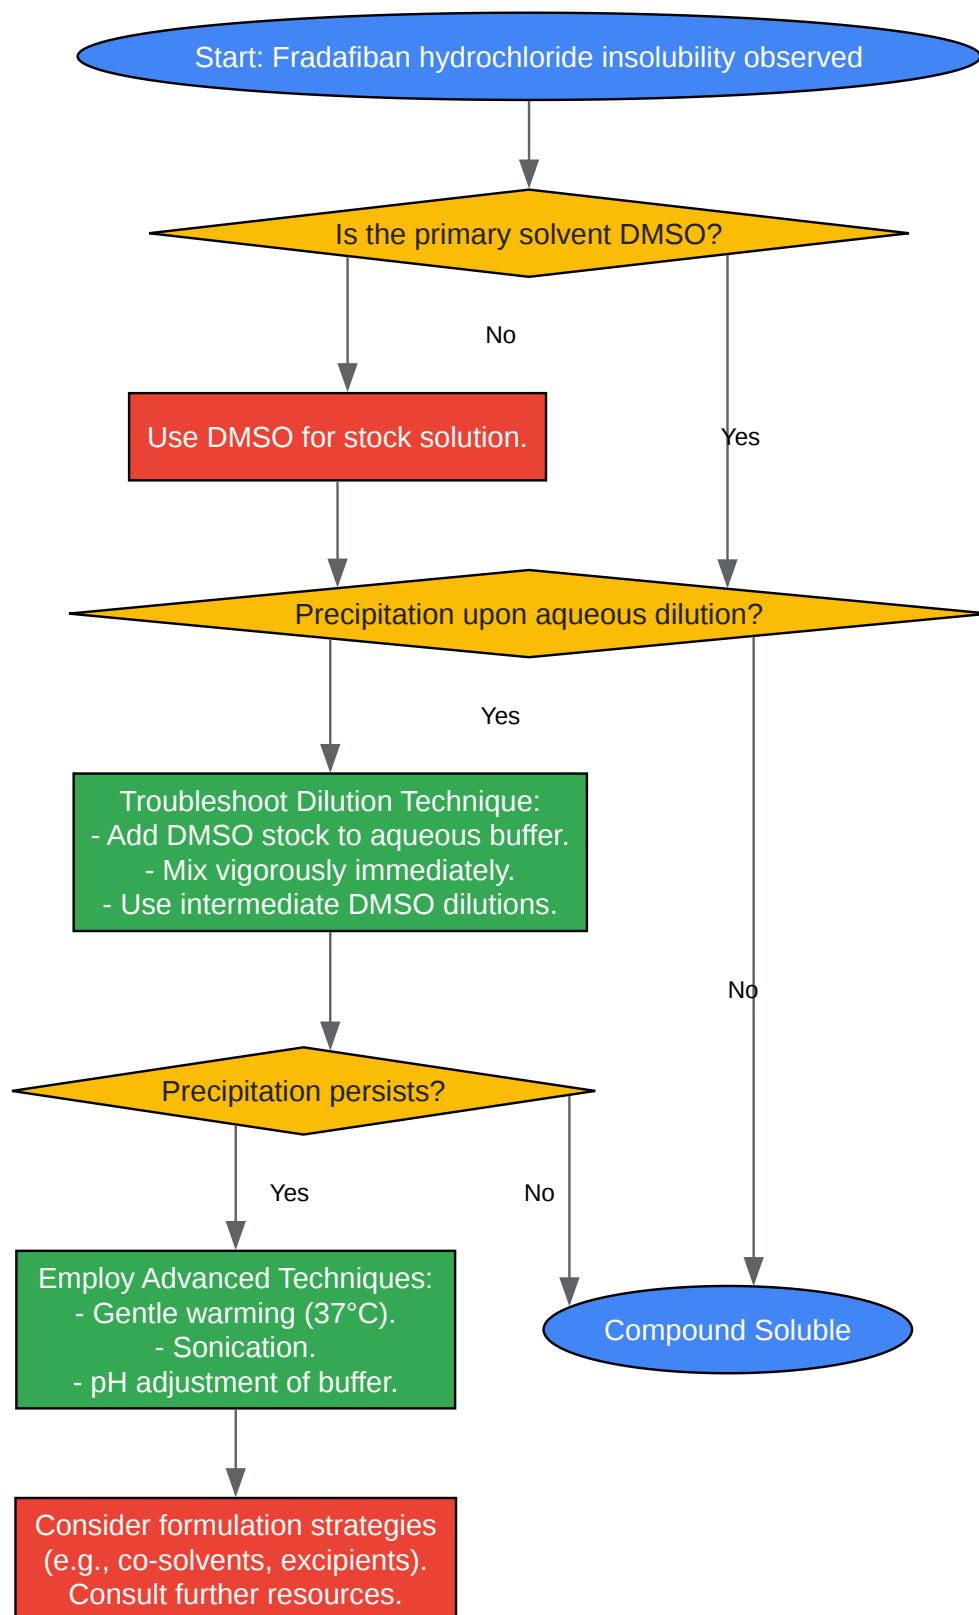 Start: Fradafiban hydrochloride insolubility observed
Is the primary solvent DMSO?
No
Use DMSO for stock solution.
Yes
Precipitation upon aqueous dilution?
Yes
Troubleshoot Dilution Technique:
- Add DMSO stock to aqueous buffer.
- Mix vigorously immediately.
- Use intermediate DMSO dilutions.
No
Precipitation persists?
Yes
No
Employ Advanced Techniques:
- Gentle warming (37°C).
- Sonication.
- pH adjustment of buffer.
Compound Soluble
Consider formulation strategies
(e.g., co-solvents, excipients).
Consult further resources.